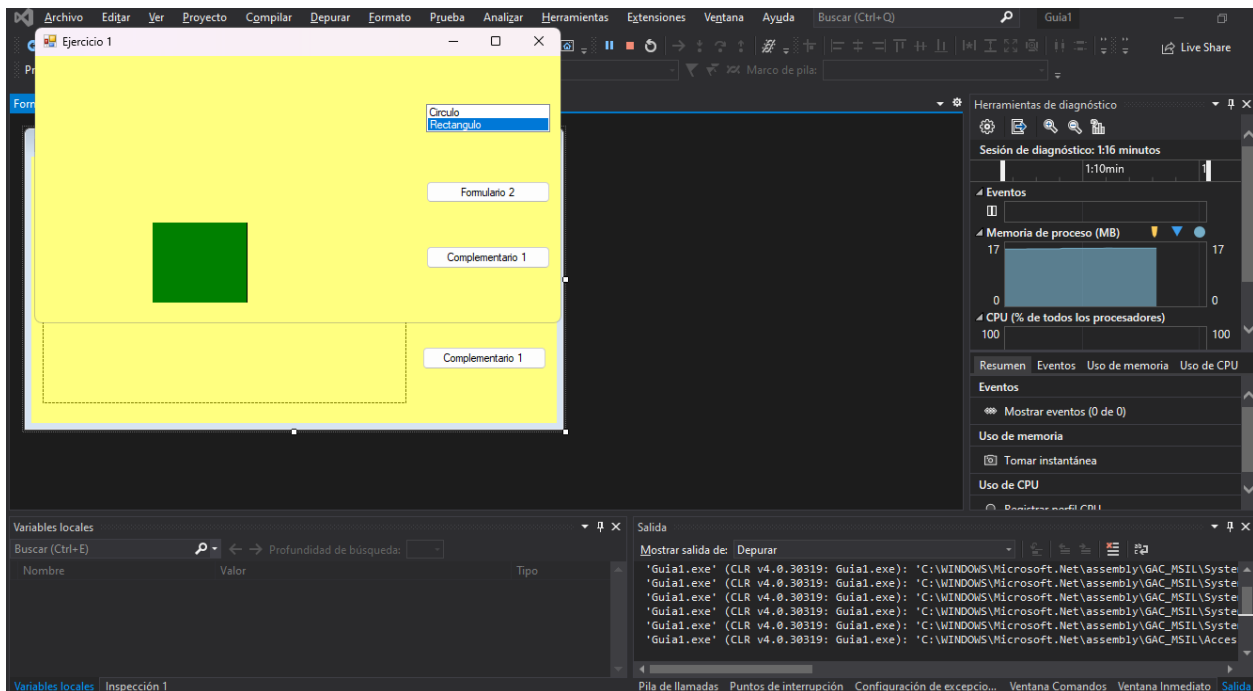 Archivo Editar Ver Proyecto Compilar Depurar Formato Prueba Analizar Herramientas Extensiones Ventana Ayuda Buscar (Ctrl+Q) Guia1
Ejercicio 1
Live Share
Marco de pila:
Circulo
Rectangulo
Formulario 2
Complementario 1
Complementario 1
Herramientas de diagnóstico
Sesión de diagnóstico: 1:16 minutos
1:10min
Eventos
Memoria de proceso (MB)
17 17
0 0
CPU (% de todos los procesadores)
100 100
Resumen Eventos Uso de memoria Uso de CPU
Eventos
Mostrar eventos (0 de 0)
Uso de memoria
Tomar instantánea
Uso de CPU
Registrar perfil CPU
Variables locales
Buscar (Ctrl+E) Profundidad de búsqueda:
Nombre Valor Tipo
Variables locales Inspección 1
Salida
Mostrar salida de: Depurar
'Guia1.exe' (CLR v4.0.30319: Guia1.exe): 'C:\WINDOWS\Microsoft.Net\assembly\GAC_MSIL\Syste
'Guia1.exe' (CLR v4.0.30319: Guia1.exe): 'C:\WINDOWS\Microsoft.Net\assembly\GAC_MSIL\Syste
'Guia1.exe' (CLR v4.0.30319: Guia1.exe): 'C:\WINDOWS\Microsoft.Net\assembly\GAC_MSIL\Syste
'Guia1.exe' (CLR v4.0.30319: Guia1.exe): 'C:\WINDOWS\Microsoft.Net\assembly\GAC_MSIL\Syste
'Guia1.exe' (CLR v4.0.30319: Guia1.exe): 'C:\WINDOWS\Microsoft.Net\assembly\GAC_MSIL\Syste
'Guia1.exe' (CLR v4.0.30319: Guia1.exe): 'C:\WINDOWS\Microsoft.Net\assembly\GAC_MSIL\Acces
Pila de llamadas Puntos de interrupción Configuración de excepcio... Ventana Comandos Ventana Inmediato Salida